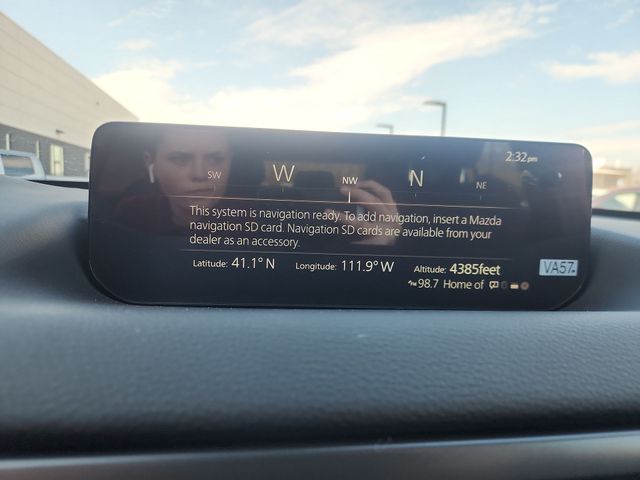 2:32pm
SW W NW N NE
This system is navigation ready. To add navigation, insert a Mazda
navigation SD card. Navigation SD cards are available from your
dealer as an accessory.
Latitude: 41.1° N Longitude: 111.9° W Altitude: 4385feet
98.7 Home of
VA57